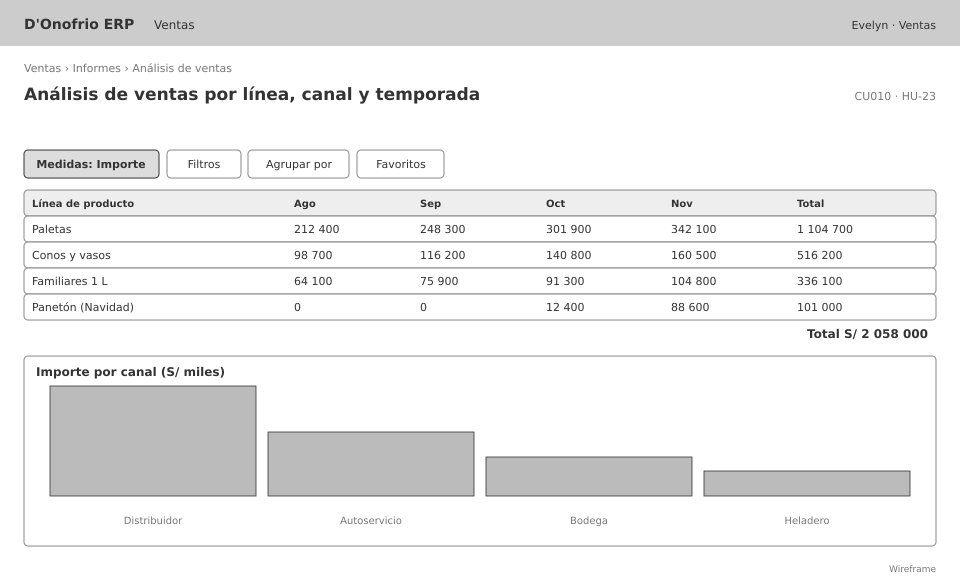 D'Onofrio ERP Ventas Evelyn · Ventas
Ventas › Informes › Análisis de ventas
Análisis de ventas por línea, canal y temporada CU010 · HU-23
Medidas: Importe Filtros Agrupar por Favoritos
Línea de producto Ago Sep Oct Nov Total
Paletas 212 400 248 300 301 900 342 100 1 104 700
Conos y vasos 98 700 116 200 140 800 160 500 516 200
Familiares 1 L 64 100 75 900 91 300 104 800 336 100
Panetón (Navidad) 0 0 12 400 88 600 101 000
Total S/ 2 058 000
Importe por canal (S/ miles)
Distribuidor Autoservicio Bodega Heladero
Wireframe